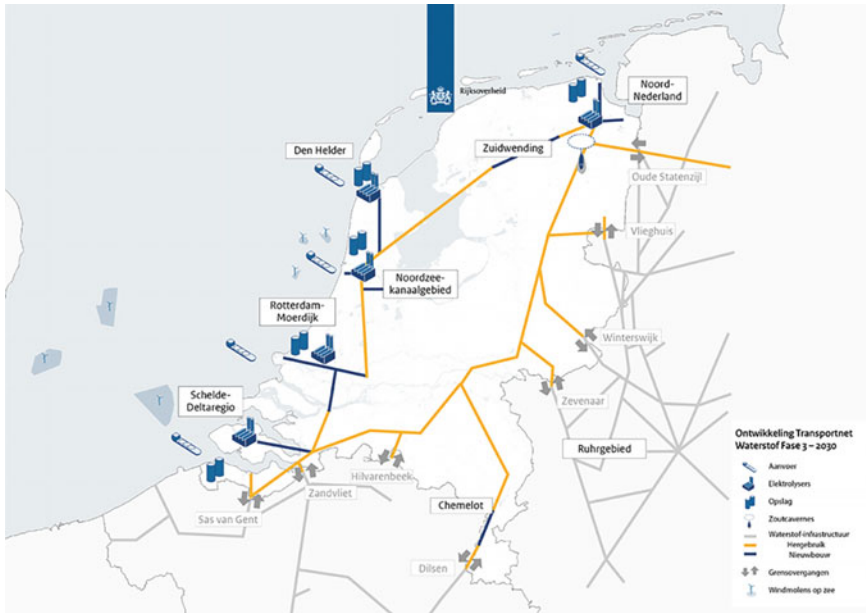 Rijksoverheid
Noord-
Nederland
Den Helder
Zuidwending
Oude Statenzijl
Vlieghuis
Noordzee-
kanaalgebied
Rotterdam-
Moerdijk
Winterswijk
Zevenaar
Schelde-
Deltaregio
Ruhrgebied
Hilvarenbeek
Zandvliet
Chemelot
Sas van Gent
Dilsen
Ontwikkeling Transportnet
Waterstof Fase 3 – 2030
Aanvoer
Elektrolysers
Opslag
Zoutcavernes
Waterstof-infrastructuur
Hergebruik
Nieuwbouw
Grensovergangen
Windmolens op zee